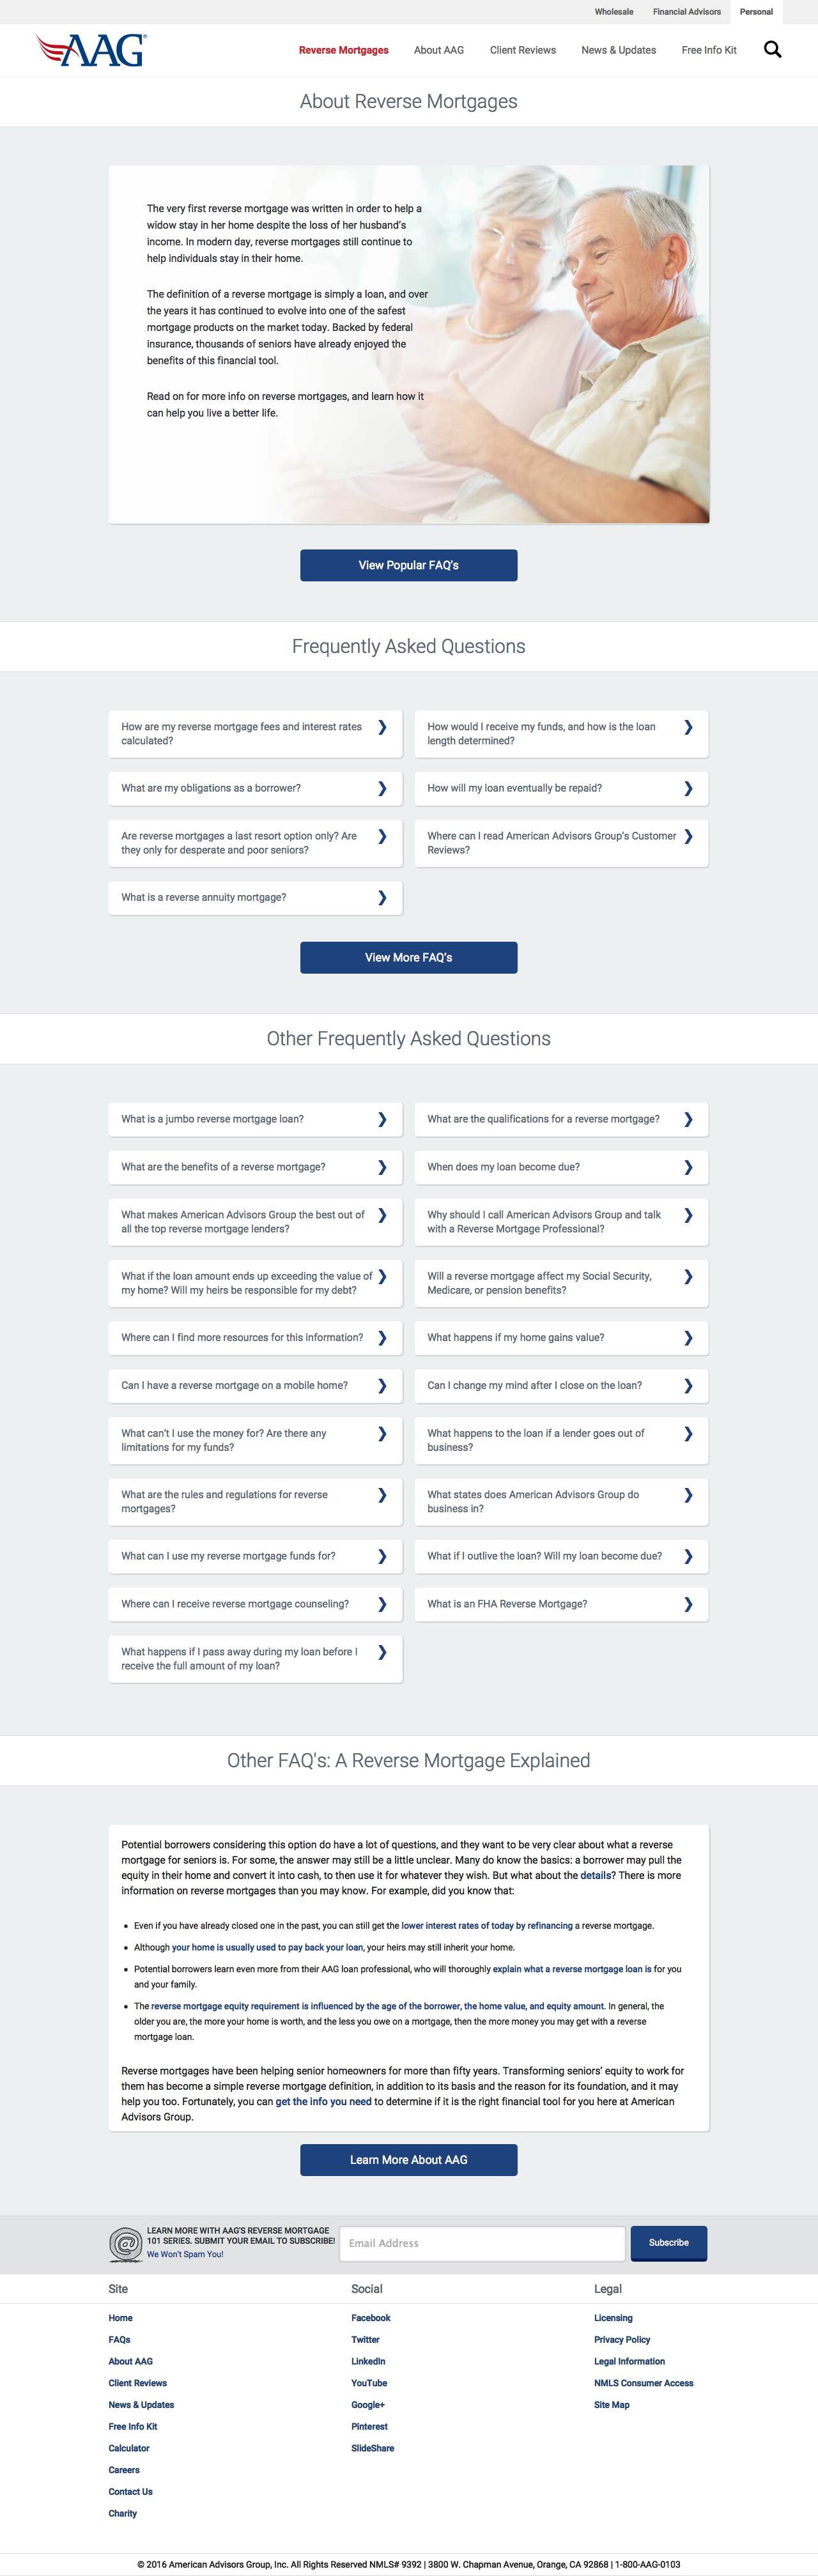 Wholesale Financial Advisors Personal
AAG®
Reverse Mortgages About AAG Client Reviews News & Updates Free Info Kit
About Reverse Mortgages
The very first reverse mortgage was written in order to help a
widow stay in her home despite the loss of her husband's
income. In modern day, reverse mortgages still continue to
help individuals stay in their home.
The definition of a reverse mortgage is simply a loan, and over
the years it has continued to evolve into one of the safest
mortgage products on the market today. Backed by federal
insurance, thousands of seniors have already enjoyed the
benefits of this financial tool.
Read on for more info on reverse mortgages, and learn how it
can help you live a better life.
View Popular FAQ's
Frequently Asked Questions
How are my reverse mortgage fees and interest rates
calculated?
How would I receive my funds, and how is the loan
length determined?
What are my obligations as a borrower?
How will my loan eventually be repaid?
Are reverse mortgages a last resort option only? Are
they only for desperate and poor seniors?
Where can I read American Advisors Group's Customer
Reviews?
What is a reverse annuity mortgage?
View More FAQ's
Other Frequently Asked Questions
What is a jumbo reverse mortgage loan?
What are the qualifications for a reverse mortgage?
What are the benefits of a reverse mortgage?
When does my loan become due?
What makes American Advisors Group the best out of
all the top reverse mortgage lenders?
Why should I call American Advisors Group and talk
with a Reverse Mortgage Professional?
What if the loan amount ends up exceeding the value of
my home? Will my heirs be responsible for my debt?
Will a reverse mortgage affect my Social Security,
Medicare, or pension benefits?
Where can I find more resources for this information?
What happens if my home gains value?
Can I have a reverse mortgage on a mobile home?
Can I change my mind after I close on the loan?
What can't I use the money for? Are there any
limitations for my funds?
What happens to the loan if a lender goes out of
business?
What are the rules and regulations for reverse
mortgages?
What states does American Advisors Group do
business in?
What can I use my reverse mortgage funds for?
What if I outlive the loan? Will my loan become due?
Where can I receive reverse mortgage counseling?
What is an FHA Reverse Mortgage?
What happens if I pass away during my loan before I
receive the full amount of my loan?
Other FAQ's: A Reverse Mortgage Explained
Potential borrowers considering this option do have a lot of questions, and they want to be very clear about what a reverse
mortgage for seniors is. For some, the answer may still be a little unclear. Many do know the basics: a borrower may pull the
equity in their home and convert it into cash, to then use it for whatever they wish. But what about the details? There is more
information on reverse mortgages than you may know. For example, did you know that:
Even if you have already closed one in the past, you can still get the lower interest rates of today by refinancing a reverse mortgage.
Although your home is usually used to pay back your loan, your heirs may still inherit your home.
Potential borrowers learn even more from their AAG loan professional, who will thoroughly explain what a reverse mortgage loan is for you
and your family.
The reverse mortgage equity requirement is influenced by the age of the borrower, the home value, and equity amount. In general, the
older you are, the more your home is worth, and the less you owe on a mortgage, then the more money you may get with a reverse
mortgage loan.
Reverse mortgages have been helping senior homeowners for more than fifty years. Transforming seniors' equity to work for
them has become a simple reverse mortgage definition, in addition to its basis and the reason for its foundation, and it may
help you too. Fortunately, you can get the info you need to determine if it is the right financial tool for you here at American
Advisors Group.
Learn More About AAG
LEARN MORE WITH AAG'S REVERSE MORTGAGE
101 SERIES. SUBMIT YOUR EMAIL TO SUBSCRIBE!
We Won't Spam You!
Email Address
Subscribe
Site
Home
FAQs
About AAG
Client Reviews
News & Updates
Free Info Kit
Calculator
Careers
Contact Us
Charity
Social
Facebook
Twitter
LinkedIn
YouTube
Google+
Pinterest
SlideShare
Legal
Licensing
Privacy Policy
Legal Information
NMLS Consumer Access
Site Map
© 2016 American Advisors Group, Inc. All Rights Reserved NMLS# 9392 | 3800 W. Chapman Avenue, Orange, CA 92868 | 1-800-AAG-0103